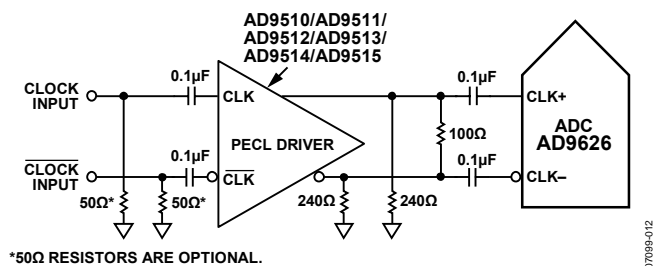 AD9510/AD9511/
AD9512/AD9513/
AD9514/AD9515
CLOCK
INPUT
0.1µF
CLK
PECL DRIVER
0.1µF
CLK+
100Ω
ADC
AD9626
CLOCK
INPUT
0.1µF
CLK
0.1µF
CLK–
50Ω*
50Ω*
240Ω
240Ω
*50Ω RESISTORS ARE OPTIONAL.
07099-012